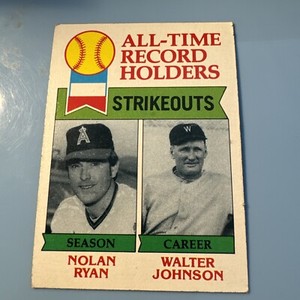 ALL-TIME
RECORD
HOLDERS
STRIKEOUTS
A
W
SEASON
CAREER
NOLAN
RYAN
WALTER
JOHNSON